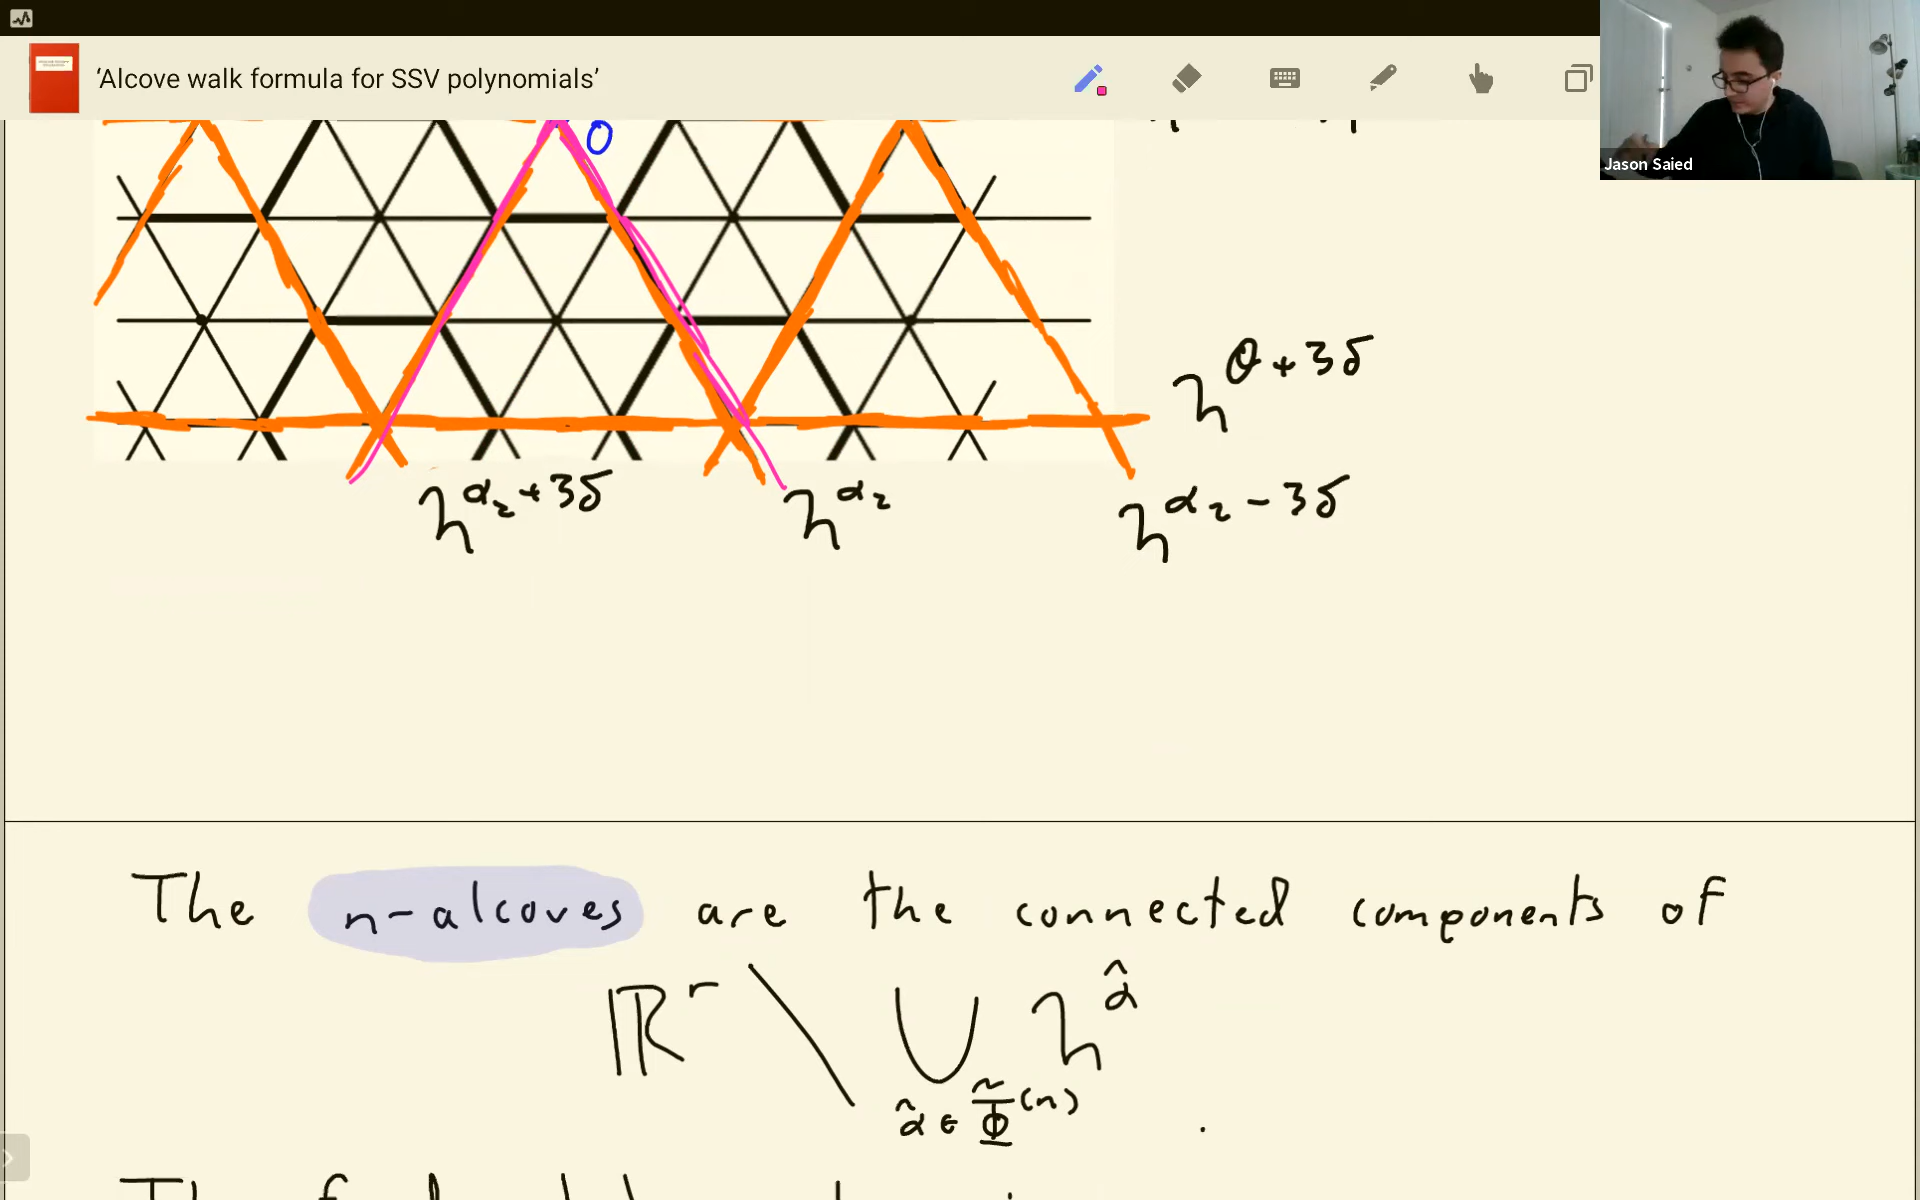 ‘Alcove walk formula for SSV polynomials’
Jason Saied
0
η^{θ+3δ}
η^{α₂+3δ} η^{α₂} η^{α₂-3δ}
The n-alcoves are the connected components of
ℝ^r \ ⋃ η^{α̂}
α̂ ∈ Φ̃^{(n)} .